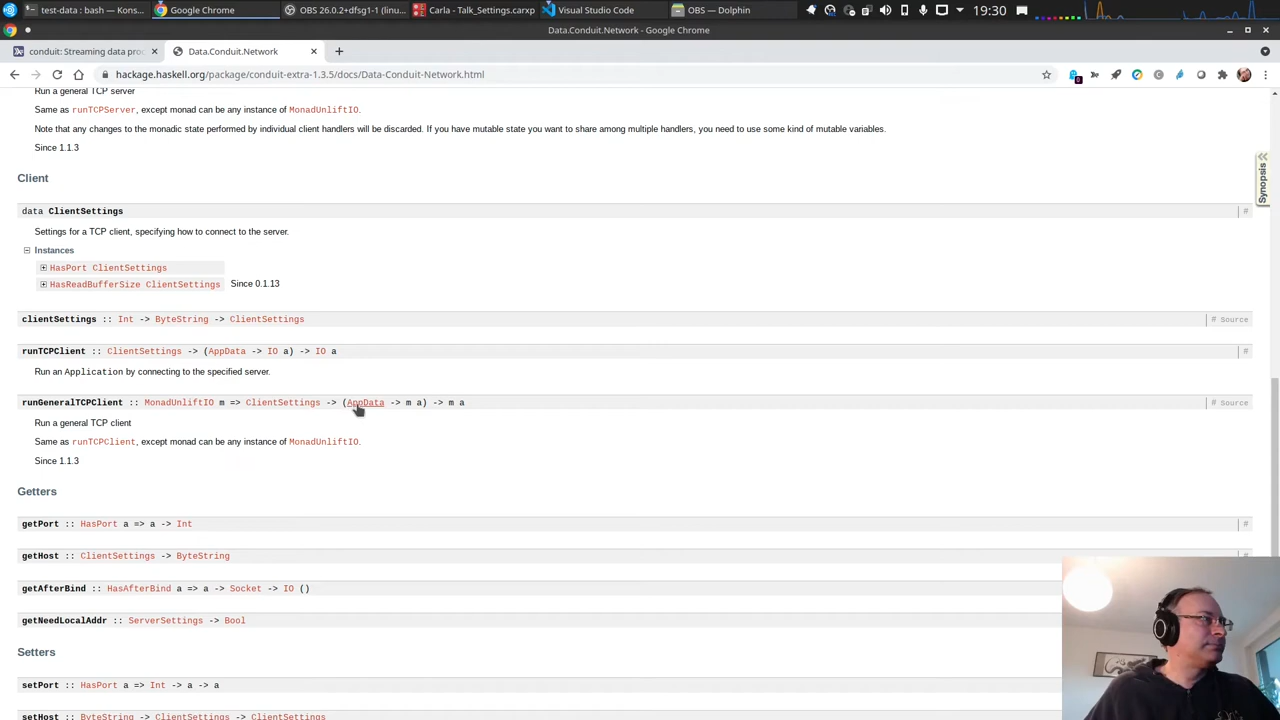 test-data : bash — Kons...
Google Chrome
OBS 26.0.2+dfsg1-1 (linu...
Carla - Talk_Settings.carxp
Visual Studio Code
OBS — Dolphin
19:30
Data.Conduit.Network - Google Chrome
conduit: Streaming data pro
Data.Conduit.Network
hackage.haskell.org/package/conduit-extra-1.3.5/docs/Data-Conduit-Network.html
Run a general TCP server
Same as runTCPServer, except monad can be any instance of MonadUnliftIO.
Note that any changes to the monadic state performed by individual client handlers will be discarded. If you have mutable state you want to share among multiple handlers, you need to use some kind of mutable variables.
Since 1.1.3
Synopsis
Client
data ClientSettings #
Settings for a TCP client, specifying how to connect to the server.
Instances
HasPort ClientSettings
HasReadBufferSize ClientSettings Since 0.1.13
clientSettings :: Int -> ByteString -> ClientSettings # Source
runTCPClient :: ClientSettings -> (AppData -> IO a) -> IO a #
Run an Application by connecting to the specified server.
runGeneralTCPClient :: MonadUnliftIO m => ClientSettings -> (AppData -> m a) -> m a # Source
Run a general TCP client
Same as runTCPClient, except monad can be any instance of MonadUnliftIO.
Since 1.1.3
Getters
getPort :: HasPort a => a -> Int #
getHost :: ClientSettings -> ByteString #
getAfterBind :: HasAfterBind a => a -> Socket -> IO ()
getNeedLocalAddr :: ServerSettings -> Bool
Setters
setPort :: HasPort a => Int -> a -> a
setHost :: ByteString -> ClientSettings -> ClientSettings